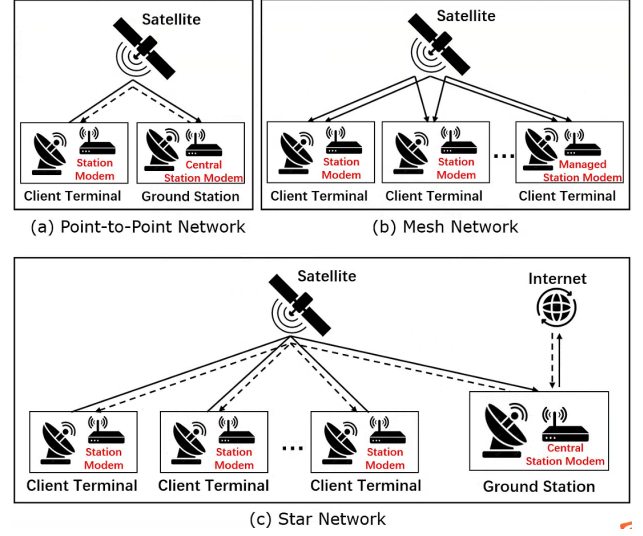 Satellite
Station
Modem
Central
Station Modem
Client Terminal
Ground Station
(a) Point-to-Point Network
Satellite
Station
Modem
Station
Modem
...
Managed
Station Modem
Client Terminal
Client Terminal
Client Terminal
(b) Mesh Network
Satellite
Internet
Station
Modem
Station
Modem
...
Station
Modem
Central
Station Modem
Client Terminal
Client Terminal
Client Terminal
Ground Station
(c) Star Network